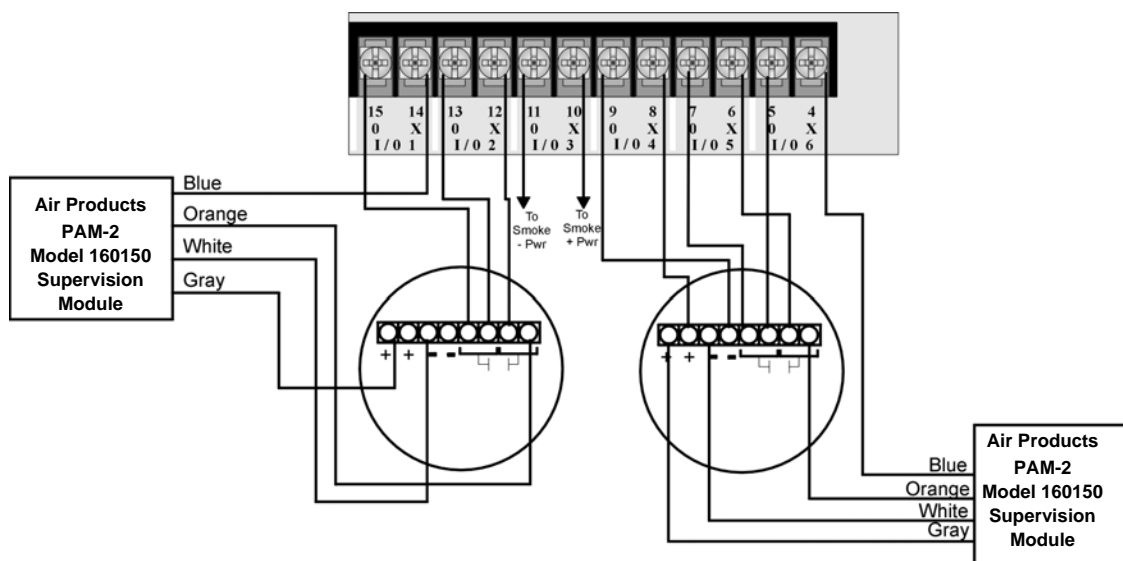 15 14 13 12 11 10 9 8 7 6 5 4
0 X 0 X 0 X 0 X 0 X 0 X
I / 0 1 I / 0 2 I / 0 3 I / 0 4 I / 0 5 I / 0 6
To
Smoke
- Pwr
To
Smoke
+ Pwr
Air Products
PAM-2
Model 160150
Supervision
Module
Blue
Orange
White
Gray
+ + - -
+ + - -
Blue
Orange
White
Gray
Air Products
PAM-2
Model 160150
Supervision
Module